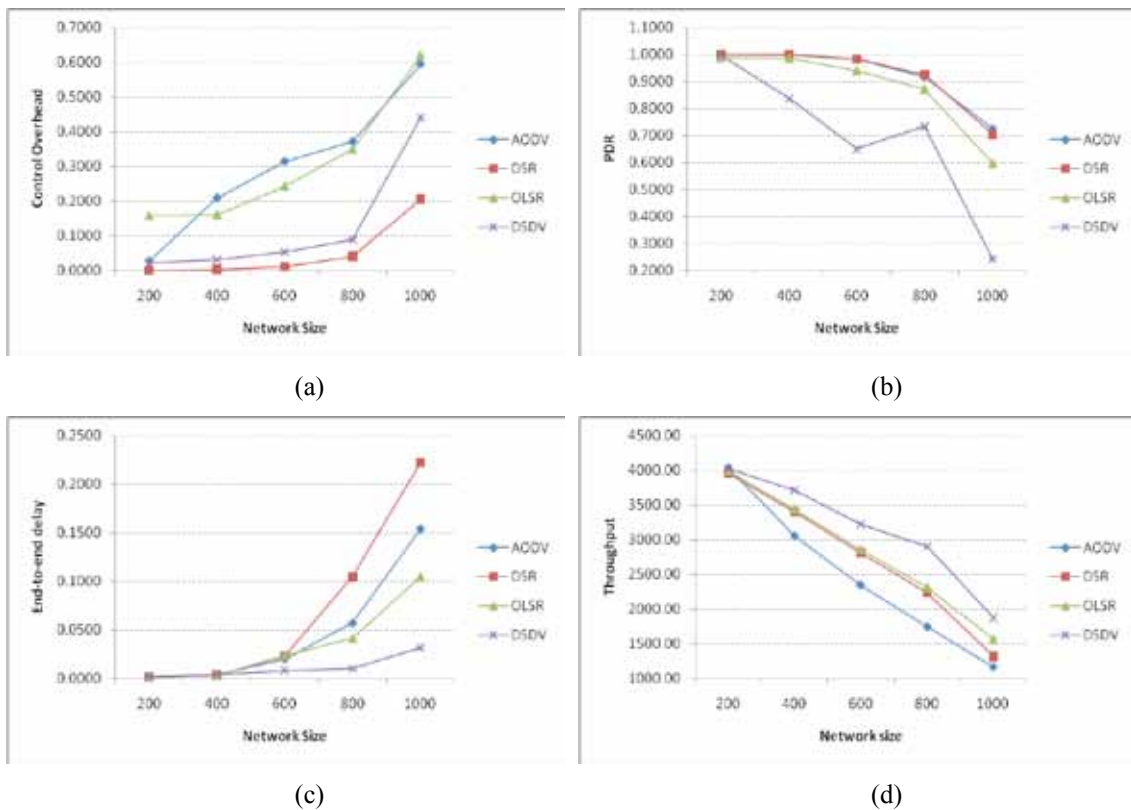 0.7000
0.6000
0.5000
0.4000
0.3000
0.2000
0.1000
0.0000
Control Overhead
200 400 600 800 1000
Network Size
AODV
DSR
OLSR
DSDV
(a)
1.1000
1.0000
0.9000
0.8000
0.7000
0.6000
0.5000
0.4000
0.3000
0.2000
PDR
200 400 600 800 1000
Network Size
AODV
DSR
OLSR
DSDV
(b)
0.2500
0.2000
0.1500
0.1000
0.0500
0.0000
End-to-end delay
200 400 600 800 1000
Network Size
AODV
DSR
OLSR
DSDV
(c)
4500.00
4000.00
3500.00
3000.00
2500.00
2000.00
1500.00
1000.00
Throughput
200 400 600 800 1000
Network size
AODV
DSR
OLSR
DSDV
(d)